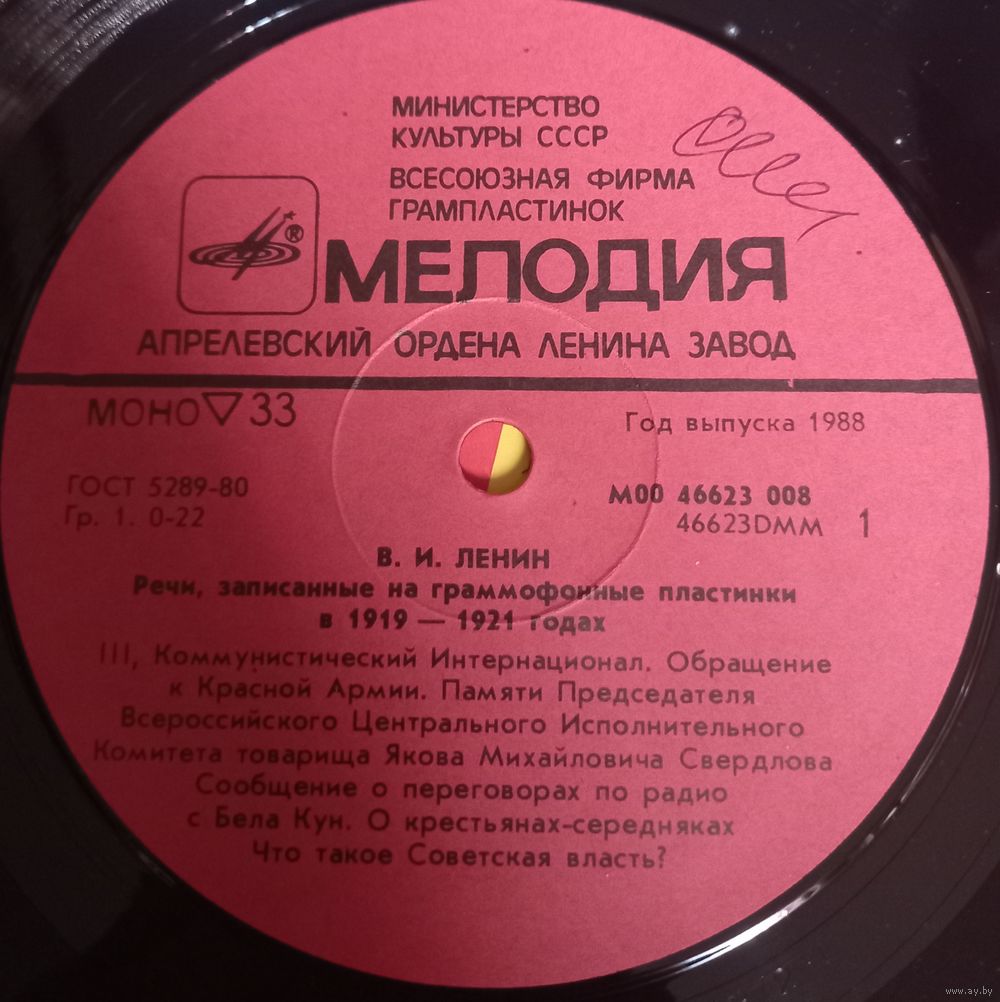 МИНИСТЕРСТВО
КУЛЬТУРЫ СССР
ВСЕСОЮЗНАЯ ФИРМА
ГРАМПЛАСТИНОК
®
МЕЛОДИЯ
АПРЕЛЕВСКИЙ ОРДЕНА ЛЕНИНА ЗАВОД
МОНО ▽ 33
Год выпуска 1988
ГОСТ 5289-80
М00 46623 008
Гр. 1. 0-22
46623DMM 1
В. И. ЛЕНИН
Речи, записанные на граммофонные пластинки
в 1919 — 1921 годах
III, Коммунистический Интернационал. Обращение
к Красной Армии. Памяти Председателя
Всероссийского Центрального Исполнительного
Комитета товарища Якова Михайловича Свердлова
Сообщение о переговорах по радио
с Бела Кун. О крестьянах-середняках
Что такое Советская власть?
www.ay.by